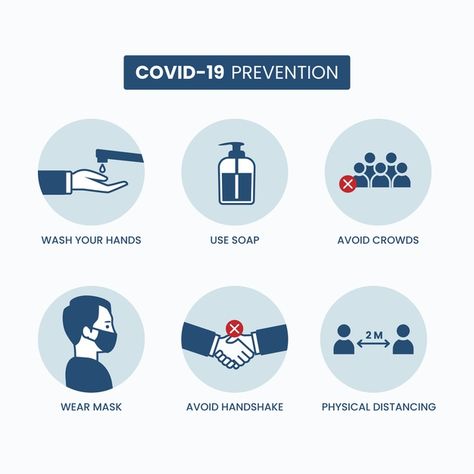 COVID-19 PREVENTION
WASH YOUR HANDS
USE SOAP
AVOID CROWDS
WEAR MASK
AVOID HANDSHAKE
2 M
PHYSICAL DISTANCING